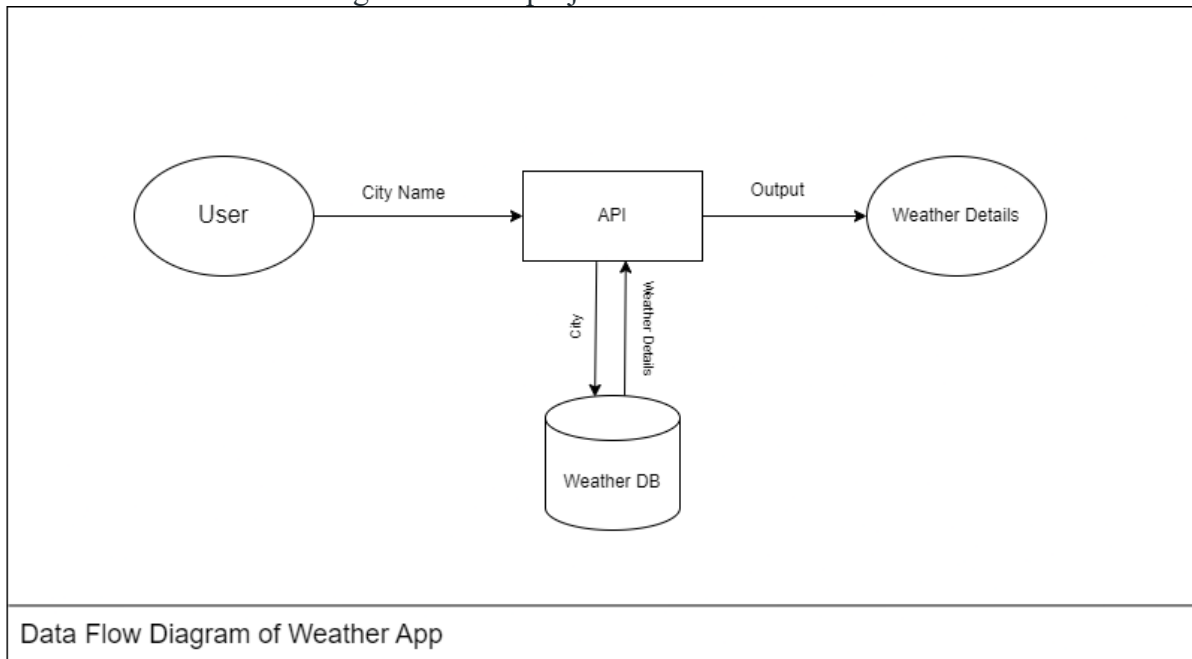 City Name
Output
User
API
Weather Details
City
Weather Details
Weather DB
Data Flow Diagram of Weather App